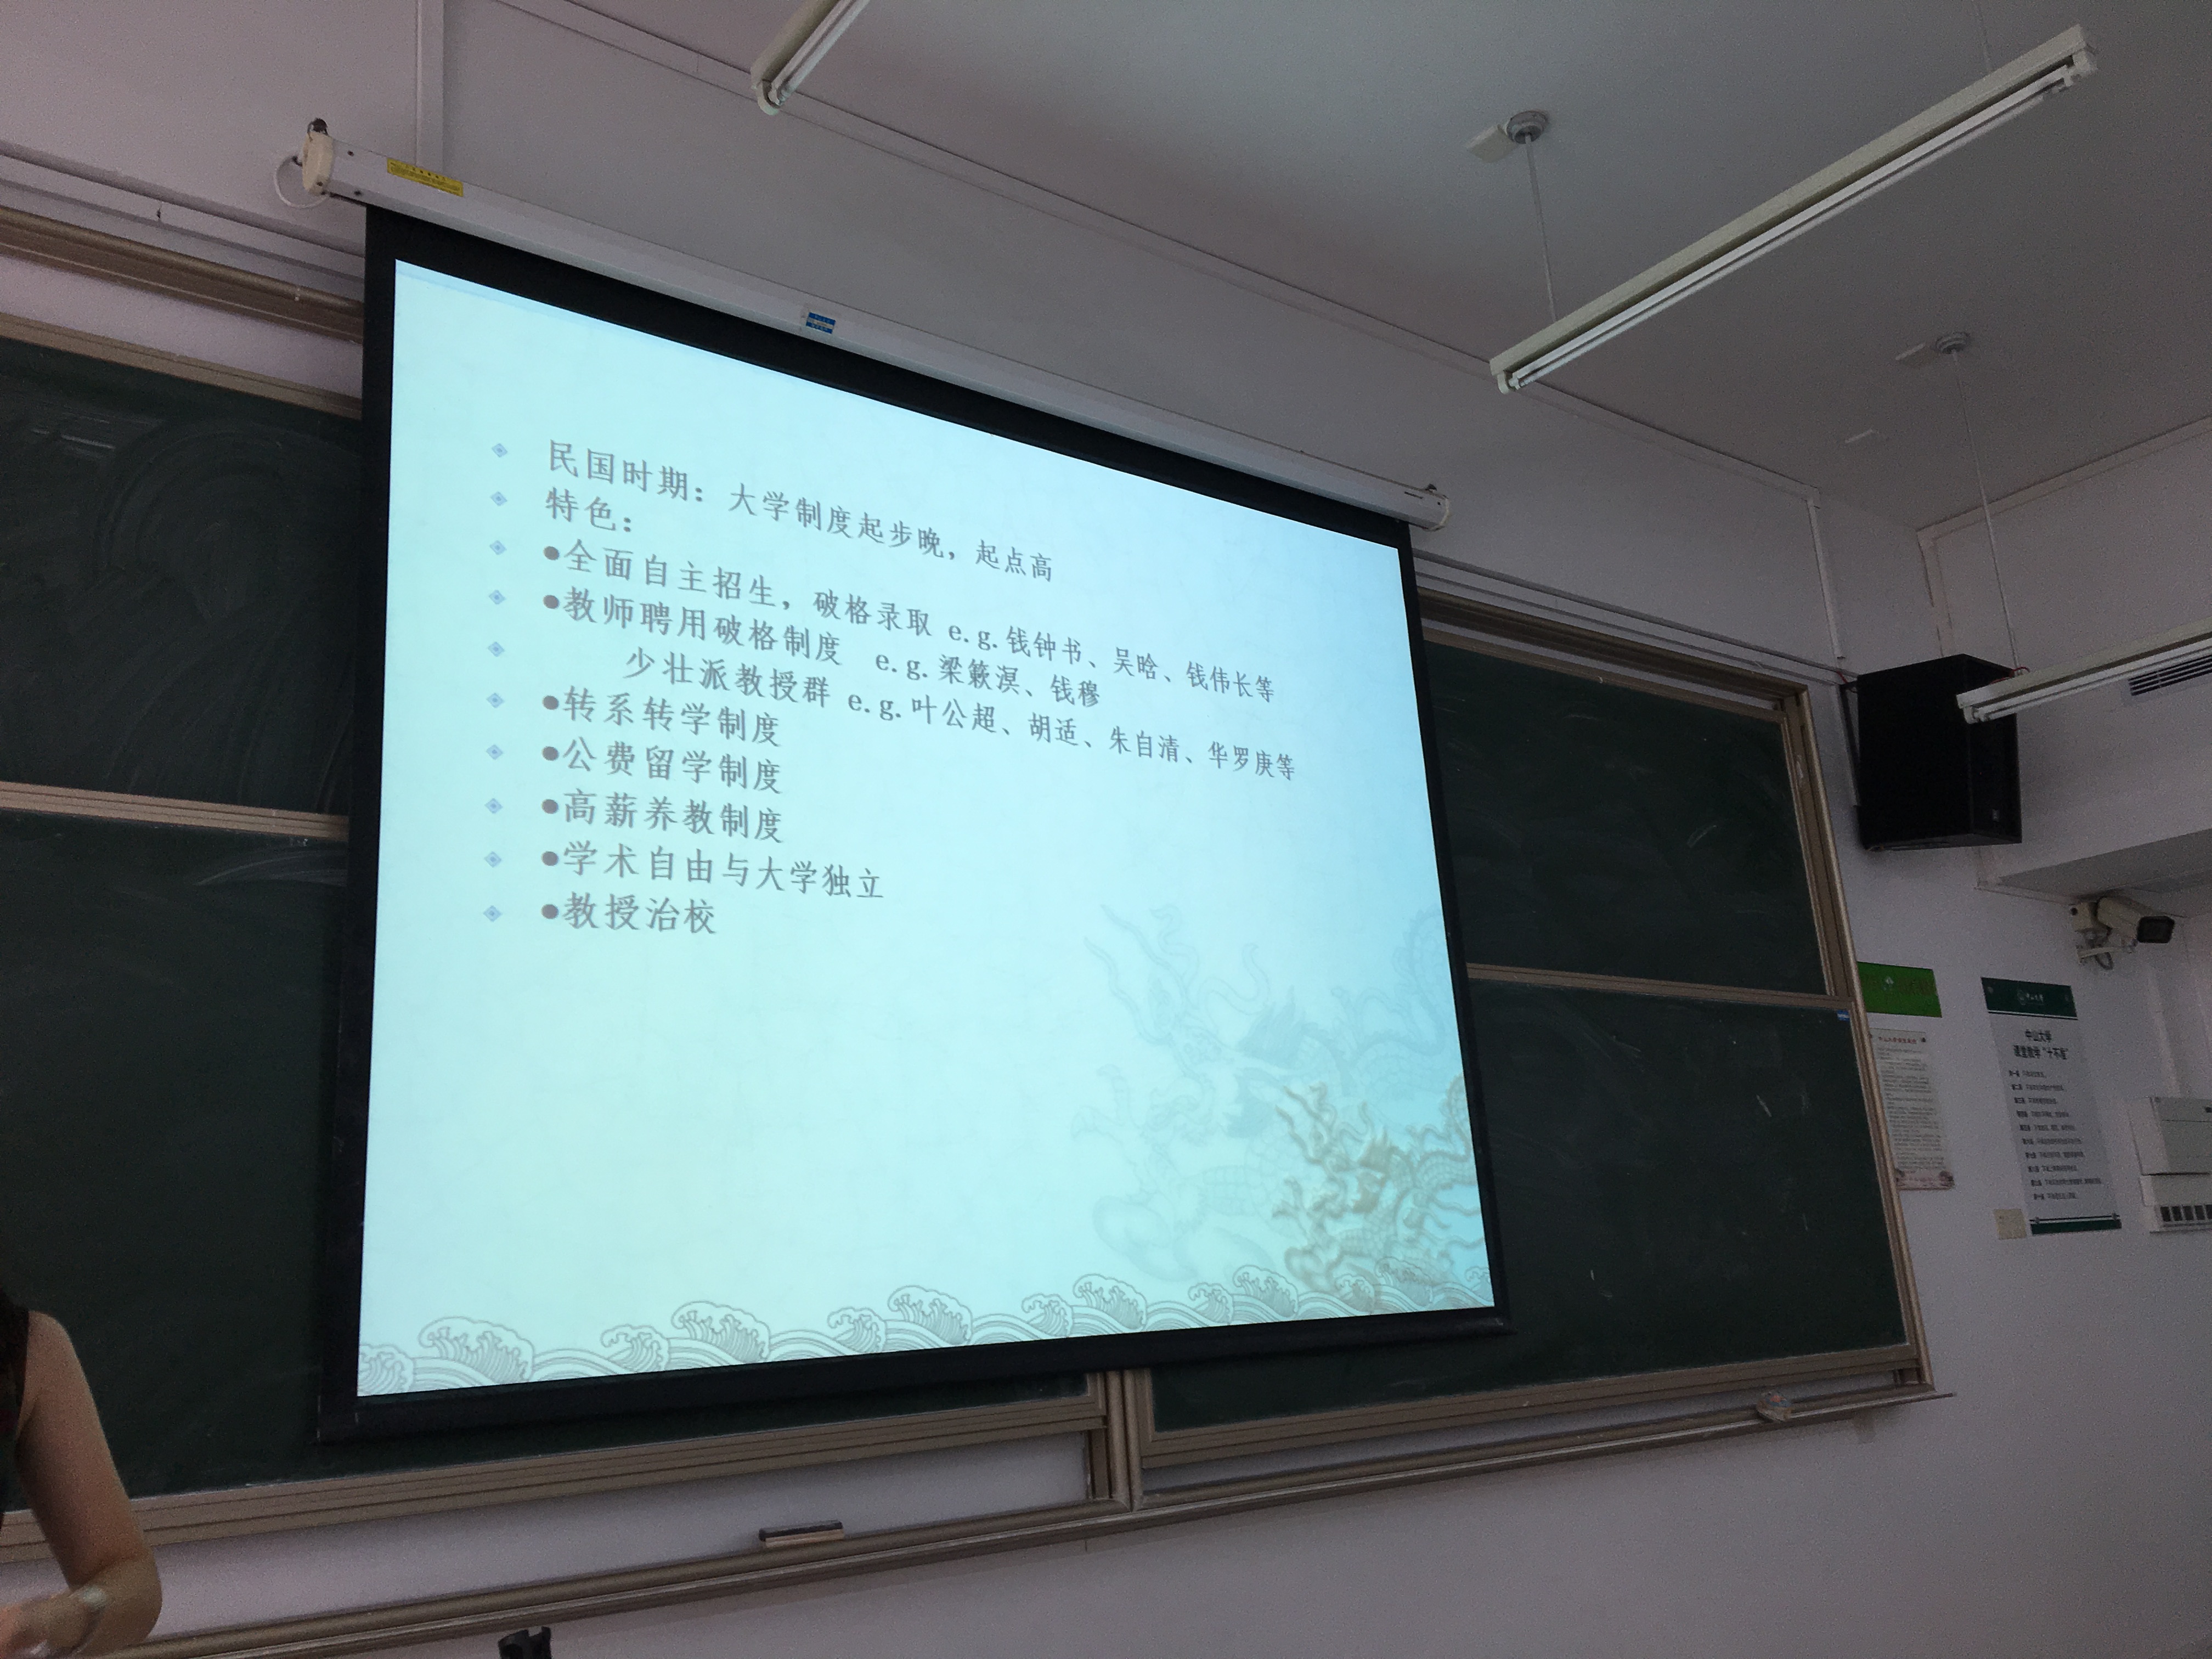 民国时期：大学制度起步晚，起点高
特色：
●全面自主招生，破格录取 e.g.钱钟书、吴晗、钱伟长等
●教师聘用破格制度 e.g.梁簌溟、钱穆
少壮派教授群 e.g.叶公超、胡适、朱自清、华罗庚等
●转系转学制度
●公费留学制度
●高薪养教制度
●学术自由与大学独立
●教授治校
中山大学
课堂教学“十不准”